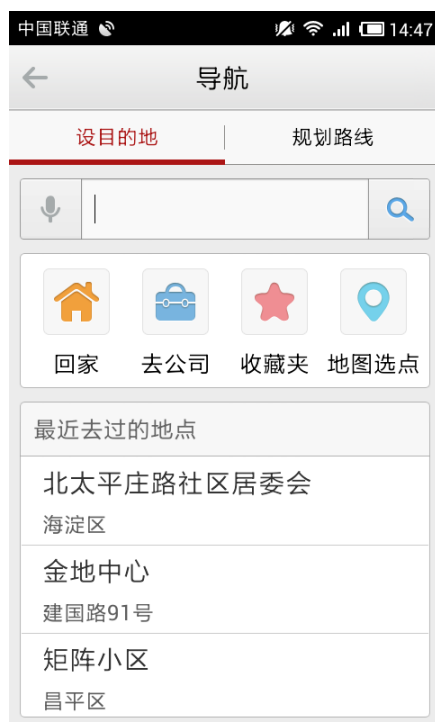 中国联通 14:47
导航
设目的地 规划路线
回家 去公司 收藏夹 地图选点
最近去过的地点
北太平庄路社区居委会
海淀区
金地中心
建国路91号
矩阵小区
昌平区